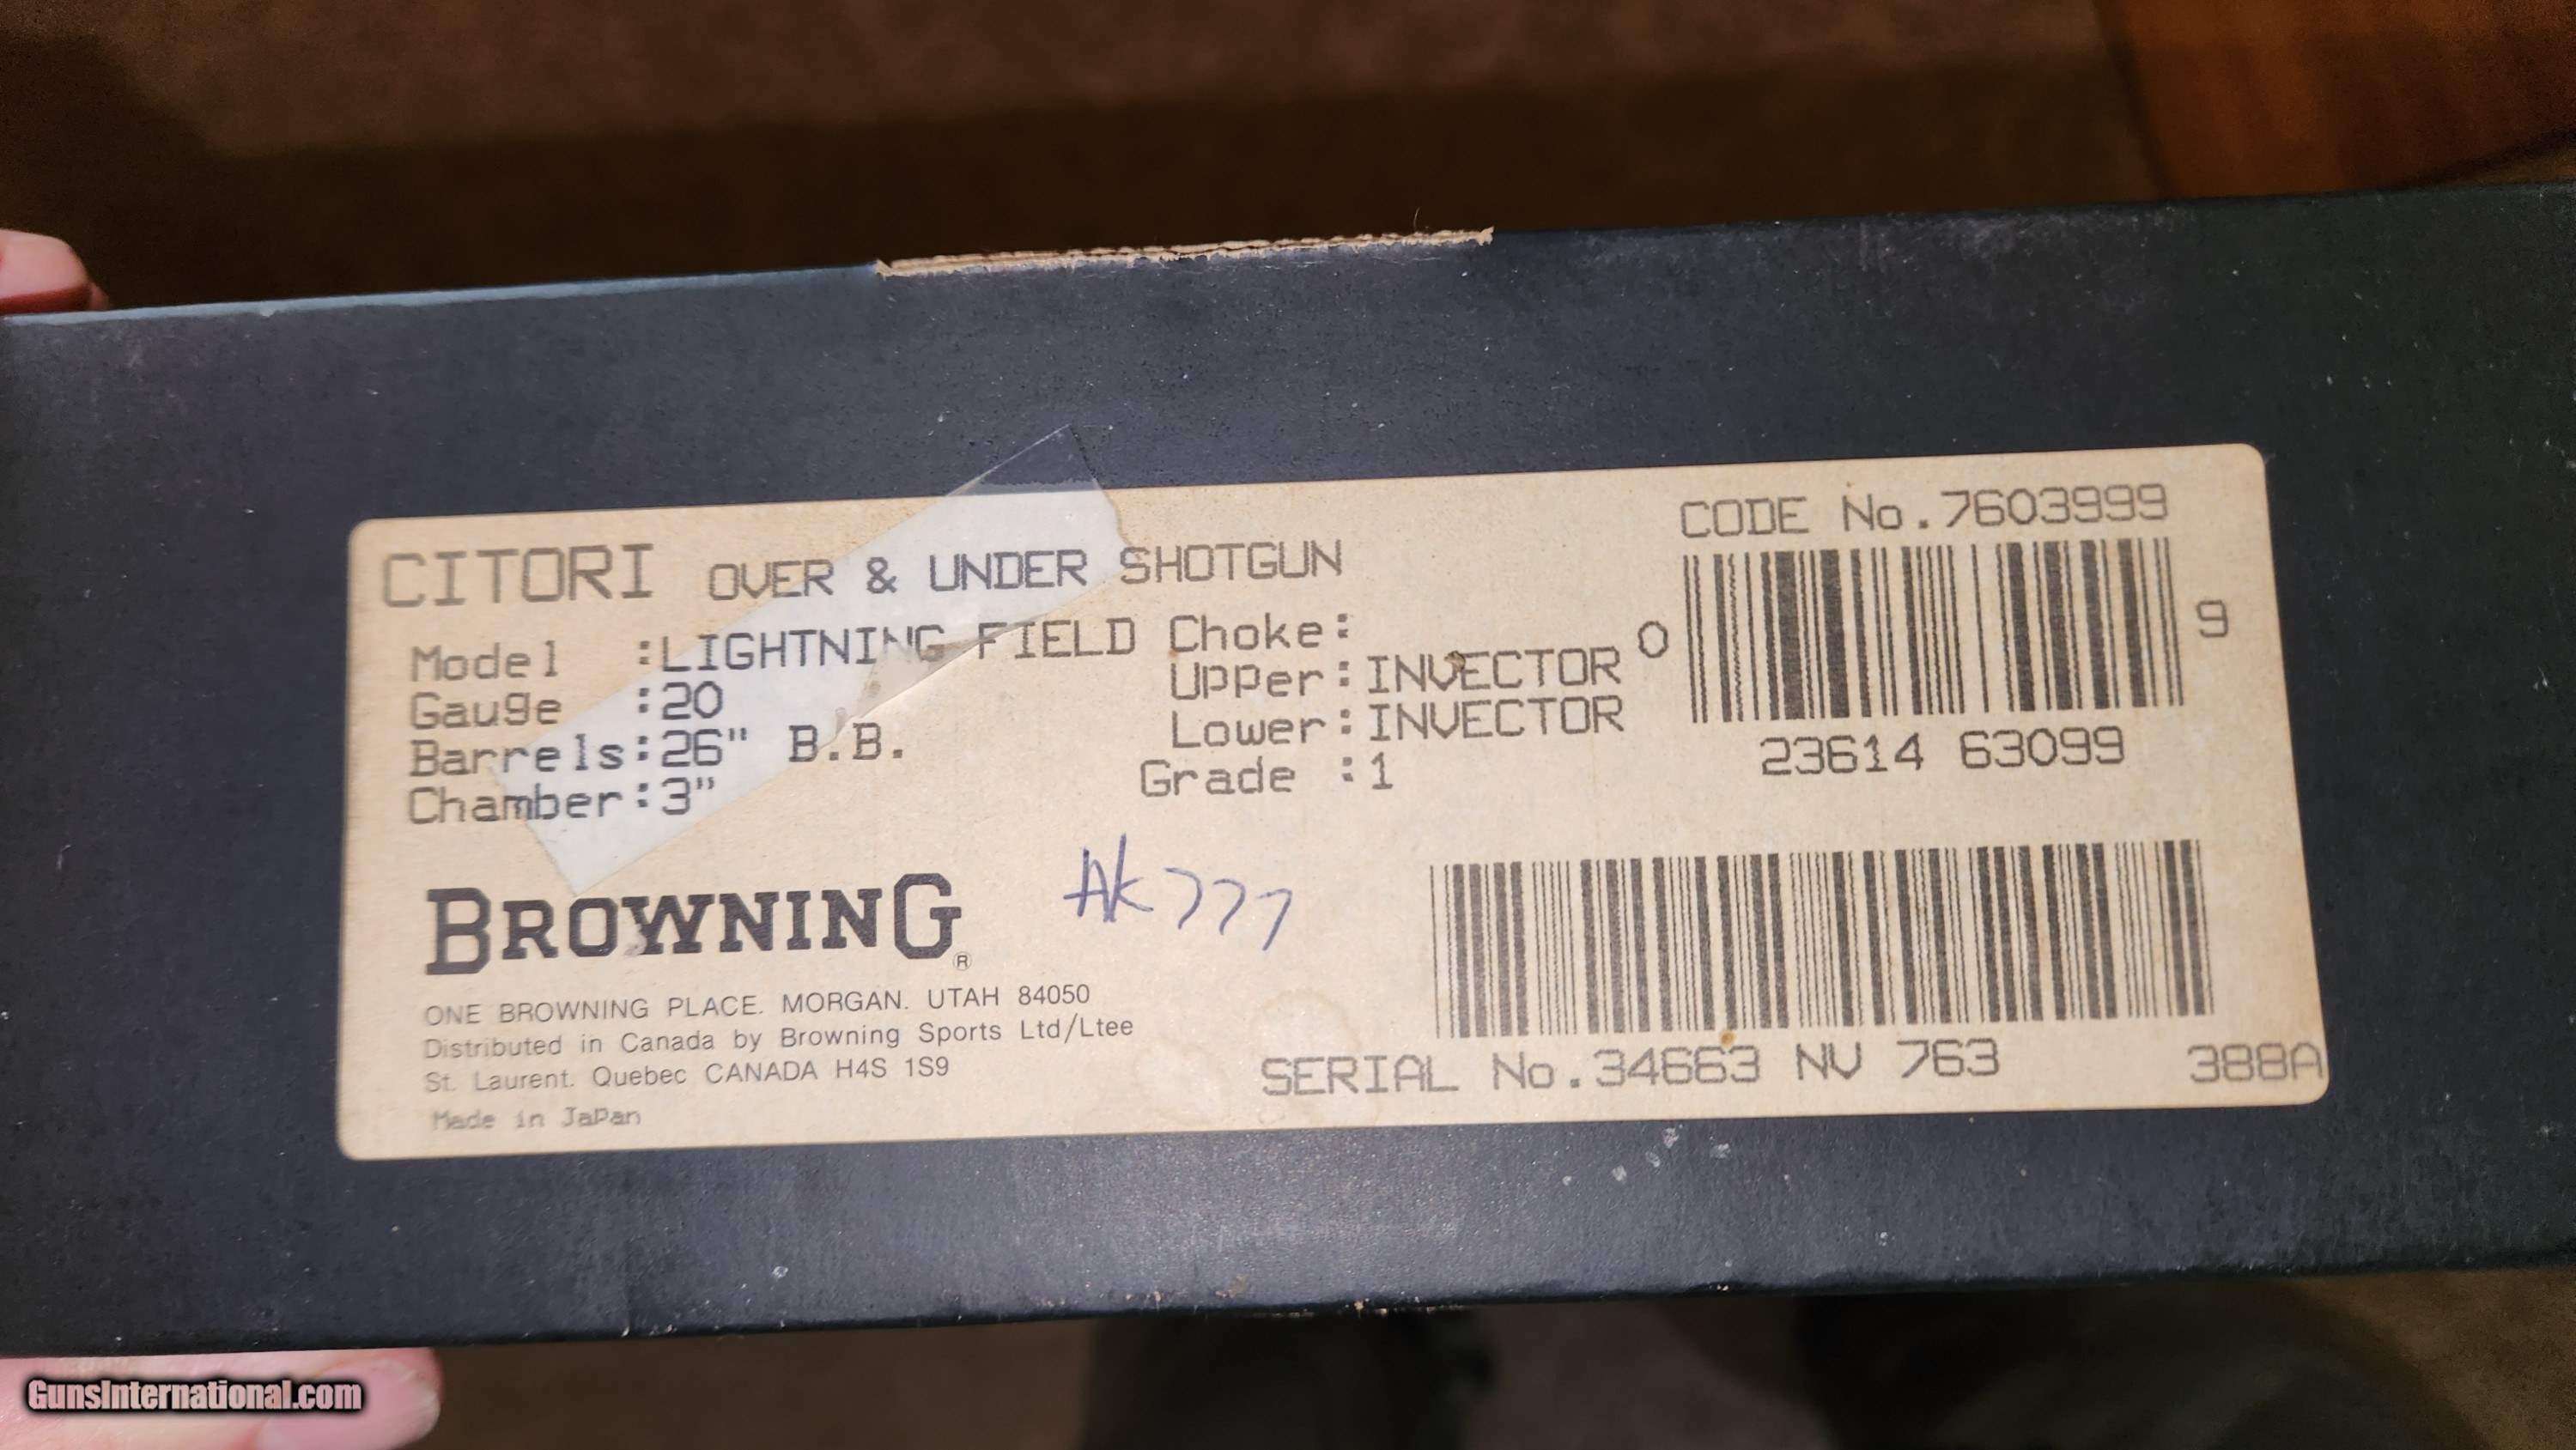 CITORI OVER & UNDER SHOTGUN
Model :LIGHTNING FIELD
Gauge :20
Barrels:26" B.B.
Chamber:3"
Choke:
Upper:INVECTOR
Lower:INVECTOR
Grade :1
CODE No.7603999
0 9
23614 63099
BROWNING®
AK777
ONE BROWNING PLACE. MORGAN. UTAH 84050
Distributed in Canada by Browning Sports Ltd/Ltee
St. Laurent. Quebec CANADA H4S 1S9
Made in Japan
SERIAL No.34663 NV 763 388A
GunsInternational.com